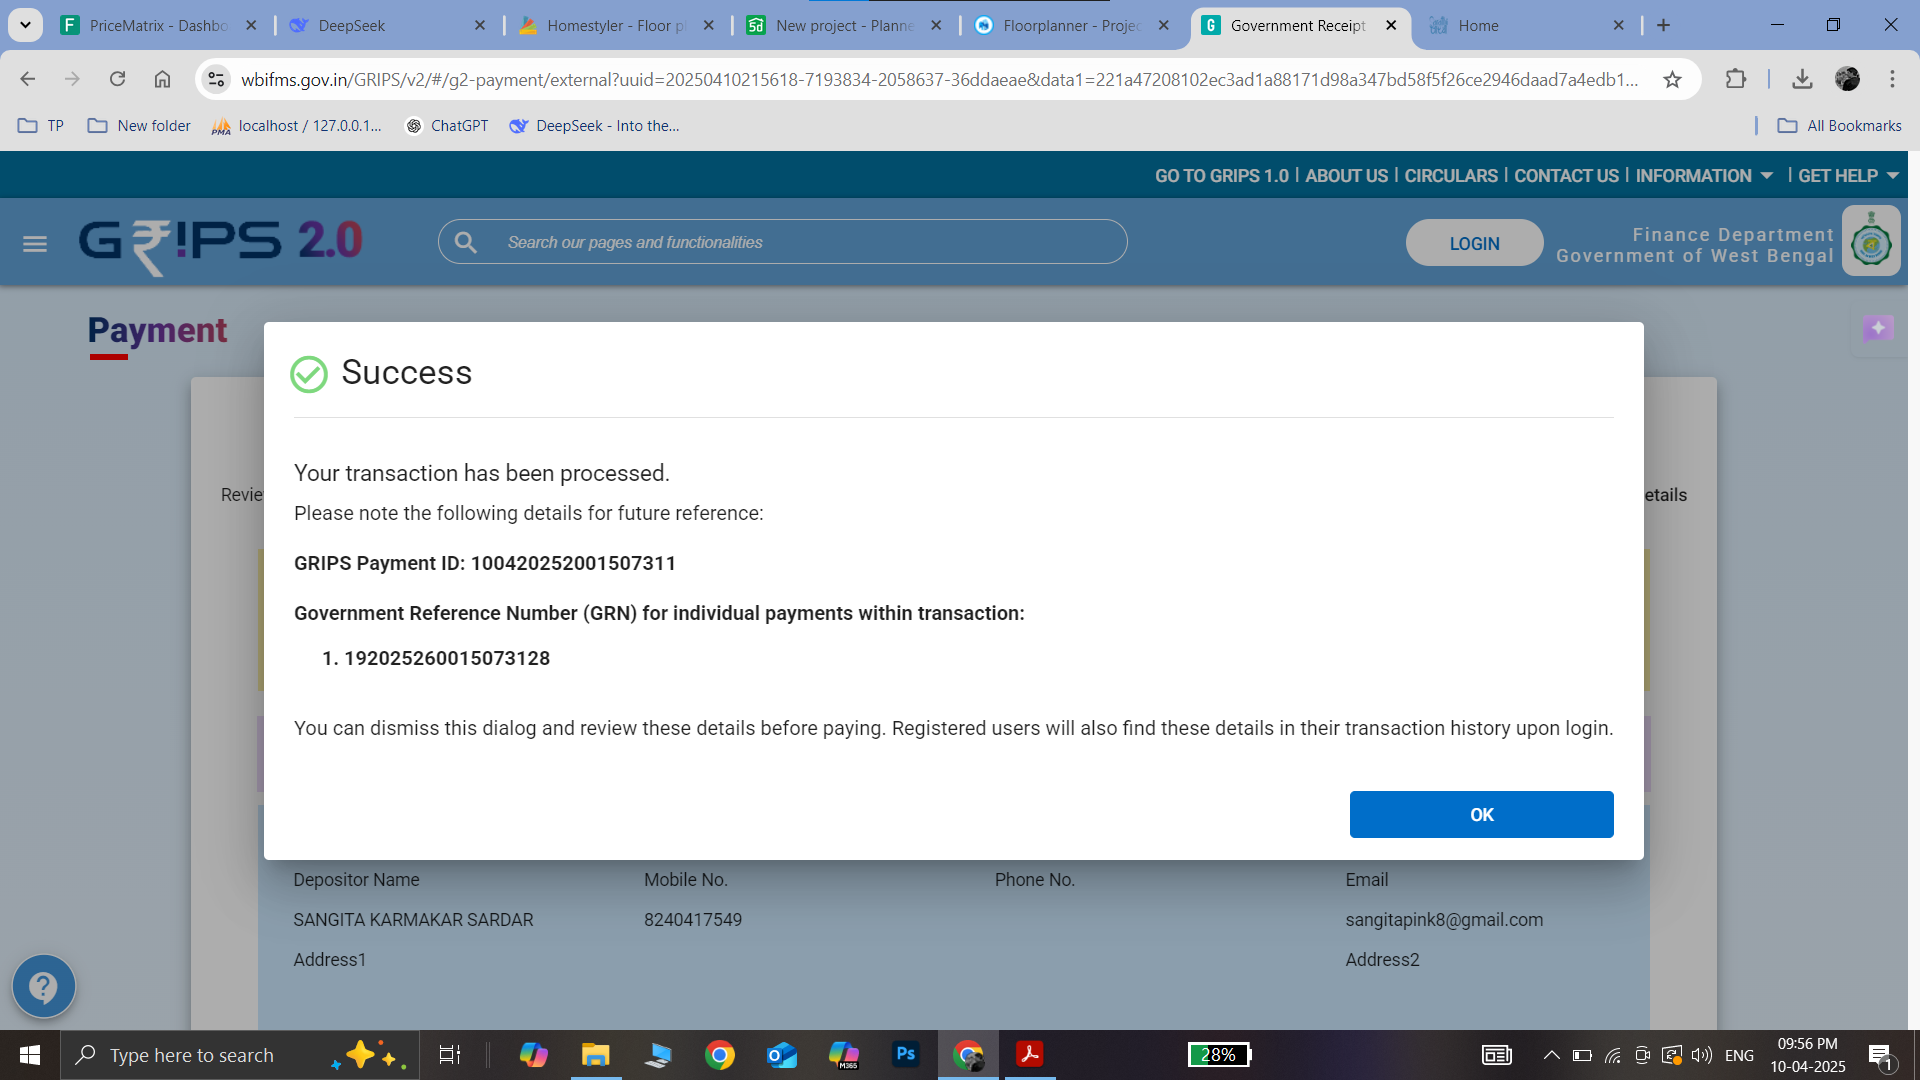 PriceMatrix - Dashbo
DeepSeek
Homestyler - Floor p
New project - Planne
Floorplanner - Projec
Government Receipt
Home
wbifms.gov.in/GRIPS/v2/#/g2-payment/external?uuid=20250410215618-7193834-2058637-36ddaeae&data1=221a47208102ec3ad1a88171d98a347bd58f5f26ce2946daad7a4edb1...
TP
New folder
localhost / 127.0.0.1...
ChatGPT
DeepSeek - Into the...
All Bookmarks
GO TO GRIPS 1.0 | ABOUT US | CIRCULARS | CONTACT US | INFORMATION | GET HELP
GRIPS 2.0
Search our pages and functionalities
LOGIN
Finance Department
Government of West Bengal
Payment
Success
Your transaction has been processed.
Revie
etails
Please note the following details for future reference:
GRIPS Payment ID: 100420252001507311
Government Reference Number (GRN) for individual payments within transaction:
1. 192025260015073128
You can dismiss this dialog and review these details before paying. Registered users will also find these details in their transaction history upon login.
OK
Depositor Name
Mobile No.
Phone No.
Email
SANGITA KARMAKAR SARDAR
8240417549
sangitapink8@gmail.com
Address1
Address2
Type here to search
M365
Ps
28%
ENG
09:56 PM
10-04-2025
1